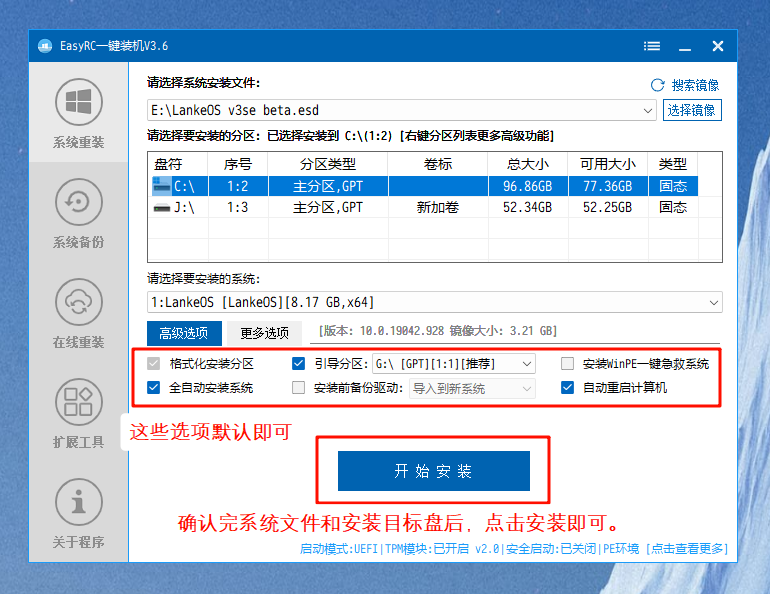 EasyRC一键装机V3.6
系统重装
系统备份
在线重装
扩展工具
关于程序
请选择系统安装文件:
搜索镜像
E:\LankeOS v3se beta.esd
选择镜像
请选择要安装的分区: 已选择安装到 C:\(1:2) [右键分区列表更多高级功能]
盘符 序号 分区类型 卷标 总大小 可用大小 类型
C:\ 1:2 主分区,GPT 96.86GB 77.36GB 固态
J:\ 1:3 主分区,GPT 新加卷 52.34GB 52.25GB 固态
请选择要安装的系统:
1:LankeOS [LankeOS][8.17 GB,x64]
高级选项 更多选项 [版本: 10.0.19042.928 镜像大小: 3.21 GB]
格式化安装分区 引导分区: G:\ [GPT][1:1][推荐] 安装WinPE一键急救系统
全自动安装系统 安装前备份驱动: 导入到新系统 自动重启计算机
这些选项默认即可
开始安装
确认完系统文件和安装目标盘后，点击安装即可。
启动模式:UEFI|TPM模块:已开启 v2.0|安全启动:已关闭|PE环境 [点击查看更多]